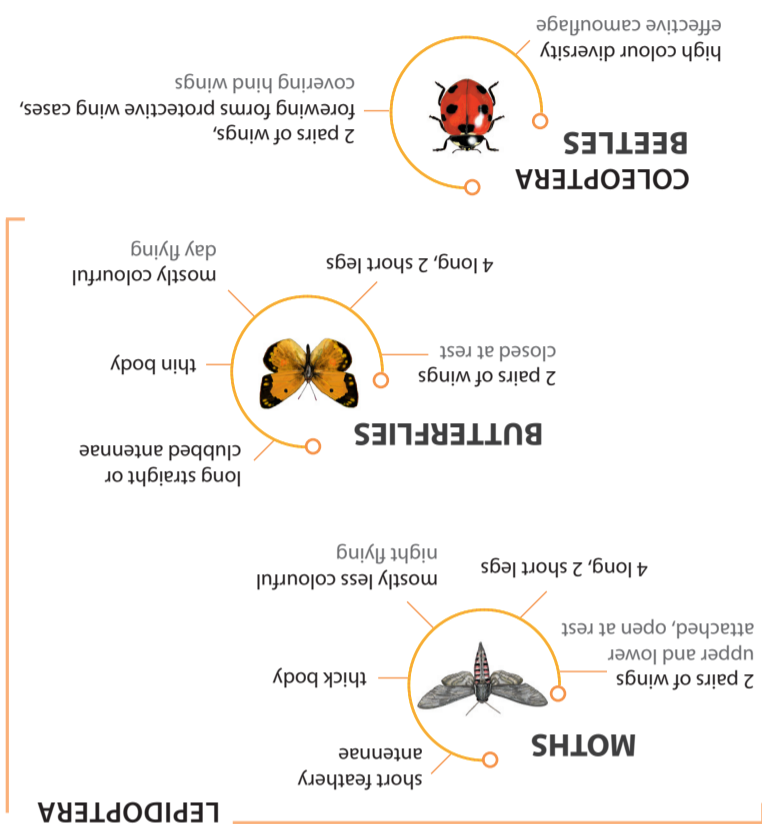 LEPIDOPTERA
MOTHS
short feathery
antennae
2 pairs of wings
upper and lower
attached, open at rest
thick body
4 long, 2 short legs
mostly less colourful
night flying
BUTTERFLIES
long straight or
clubbed antennae
2 pairs of wings
closed at rest
thin body
4 long, 2 short legs
mostly colourful
day flying
COLEOPTERA
BEETLES
2 pairs of wings,
forewing forms protective wing cases,
covering hind wings
high colour diversity
effective camouflage